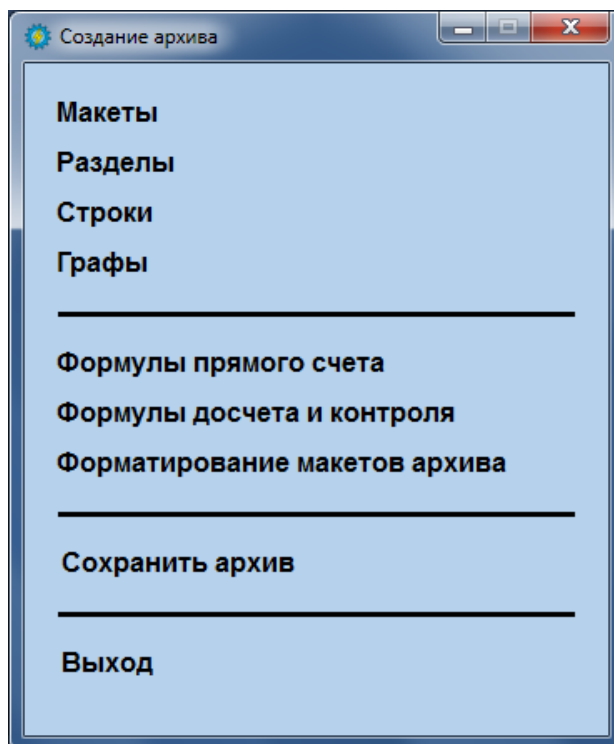 Создание архива
Макеты
Разделы
Строки
Графы
Формулы прямого счета
Формулы досчета и контроля
Форматирование макетов архива
Сохранить архив
Выход